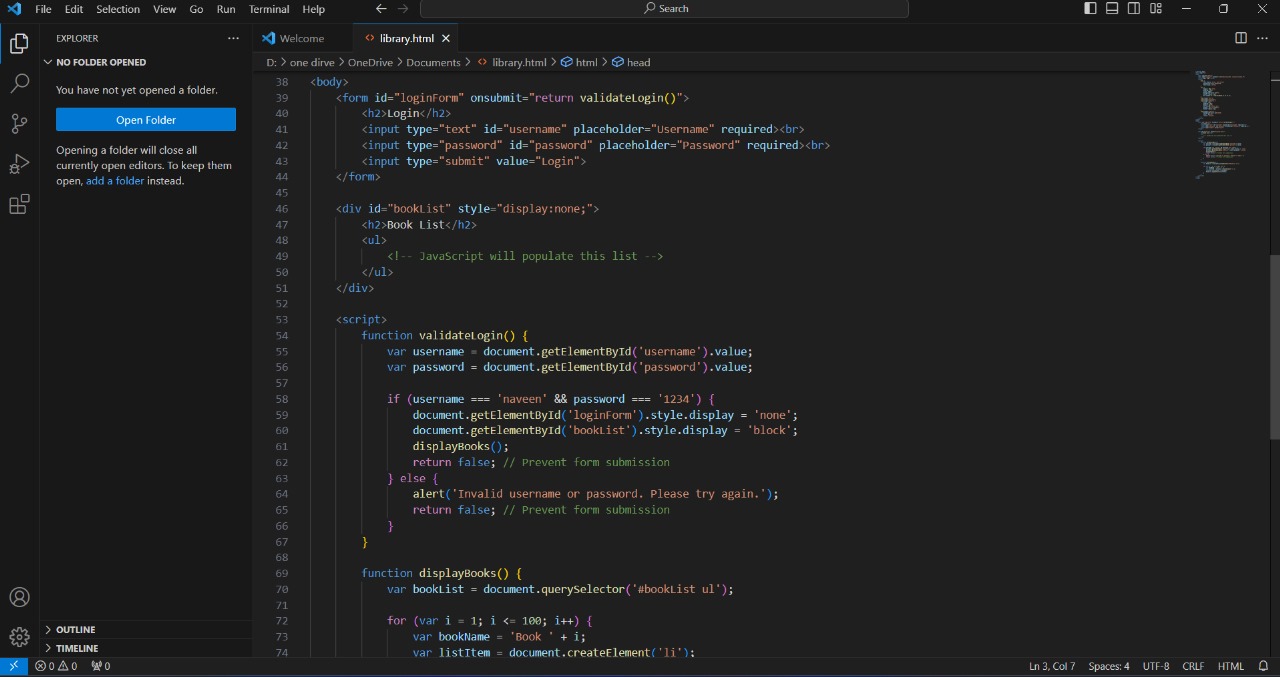 File Edit Selection View Go Run Terminal Help
Search
EXPLORER
NO FOLDER OPENED
You have not yet opened a folder.
Open Folder
Opening a folder will close all
currently open editors. To keep them
open, add a folder instead.
OUTLINE
TIMELINE
Welcome
library.html
D: > one dirve > OneDrive > Documents > library.html > html > head
38 <body>
39 <form id="loginForm" onsubmit="return validateLogin()">
40 <h2>Login</h2>
41 <input type="text" id="username" placeholder="Username" required><br>
42 <input type="password" id="password" placeholder="Password" required><br>
43 <input type="submit" value="Login">
44 </form>
45
46 <div id="bookList" style="display:none;">
47 <h2>Book List</h2>
48 <ul>
49 <!-- JavaScript will populate this list -->
50 </ul>
51 </div>
52
53 <script>
54 function validateLogin() {
55 var username = document.getElementById('username').value;
56 var password = document.getElementById('password').value;
57
58 if (username === 'naveen' && password === '1234') {
59 document.getElementById('loginForm').style.display = 'none';
60 document.getElementById('bookList').style.display = 'block';
61 displayBooks();
62 return false; // Prevent form submission
63 } else {
64 alert('Invalid username or password. Please try again.');
65 return false; // Prevent form submission
66 }
67 }
68
69 function displayBooks() {
70 var bookList = document.querySelector('#bookList ul');
71
72 for (var i = 1; i <= 100; i++) {
73 var bookName = 'Book ' + i;
74 var listItem = document.createElement('li');
0 0 0
Ln 3, Col 7 Spaces: 4 UTF-8 CRLF HTML